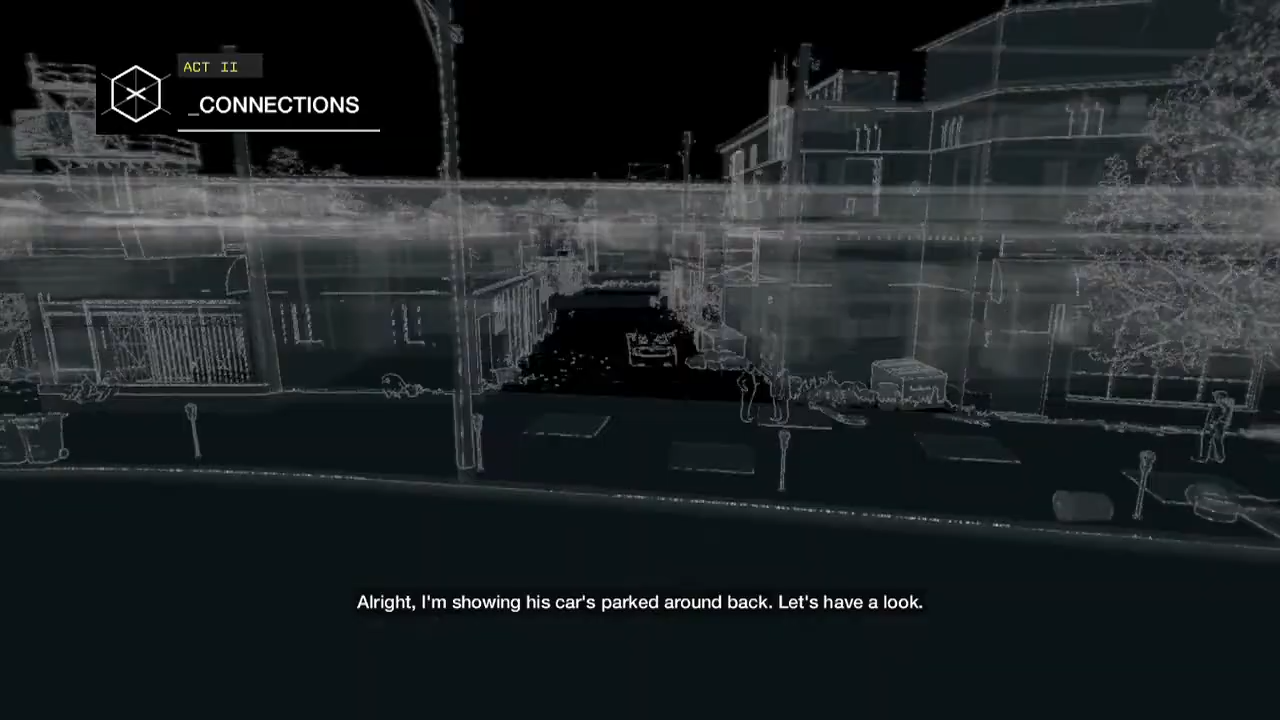 ACT II
_CONNECTIONS
Alright, I'm showing his car's parked around back. Let's have a look.